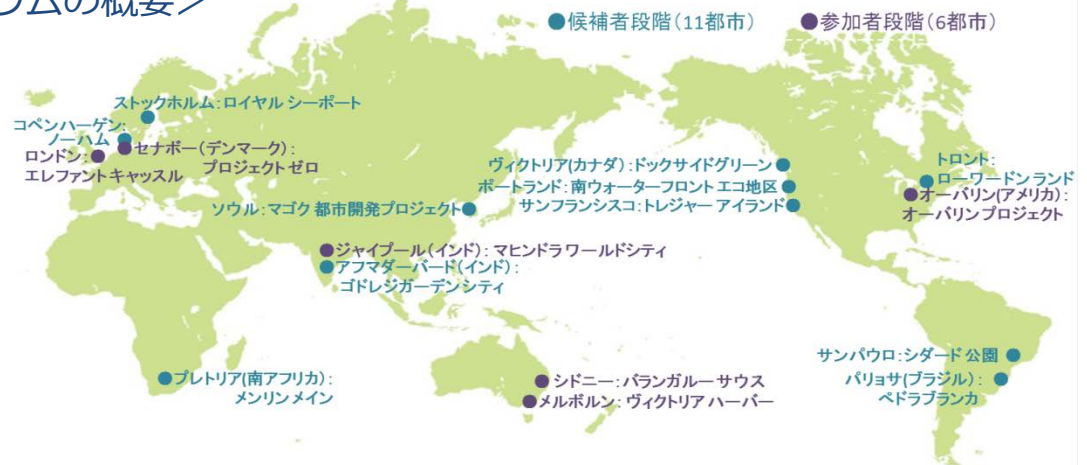 ラムの概要＞
●候補者段階（11都市）
●参加者段階（6都市）
ストックホルム：ロイヤル シーポート
コペンハーゲン：
ノーハム
セナボー（デンマーク）：
プロジェクト ゼロ
ロンドン：
エレファントキャッスル
ソウル：マゴク 都市開発プロジェクト
ジャイプール（インド）：マヒンドラ ワールドシティ
アフマダーバード（インド）：
ゴドレジガーデン シティ
プレトリア(南アフリカ)：
メンリン メイン
シドニー：バランガルー サウス
メルボルン：ヴィクトリア ハーバー
ヴィクトリア(カナダ)：ドックサイドグリーン
ポートランド：南ウォーターフロント エコ地区
サンフランシスコ：トレジャー アイランド
トロント：
ローワードン ランド
オーバリン(アメリカ)：
オーバリン プロジェクト
サンパウロ：シダード 公園
パリョサ(ブラジル)：
ペドラ ブランカ